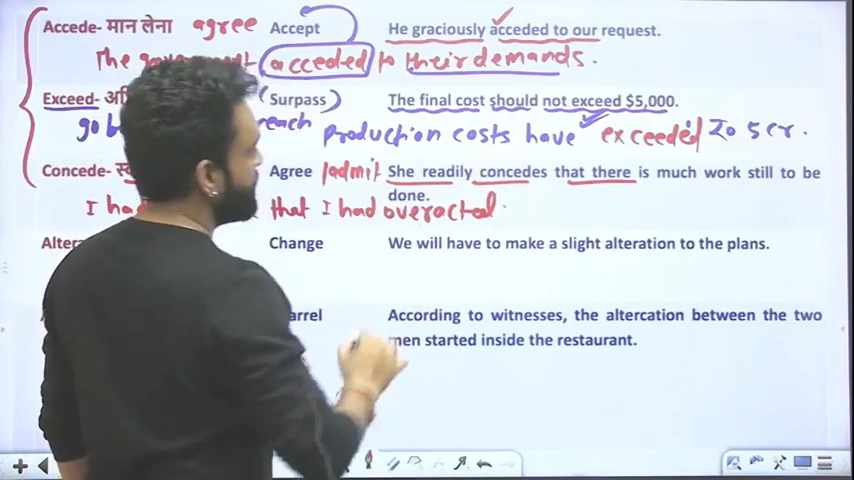 Accede- मान लेना agree Accept He graciously acceded to our request.
The acceded to their demands.
Exceed- (Surpass) The final cost should not exceed $5,000.
go reach production costs have exceeded ₹ 5 cr.
Concede- Agree /admit She readily concedes that there is much work still to be
done.
I had that I had overacted.
Change We will have to make a slight alteration to the plans.
According to witnesses, the altercation between the two
men started inside the restaurant.